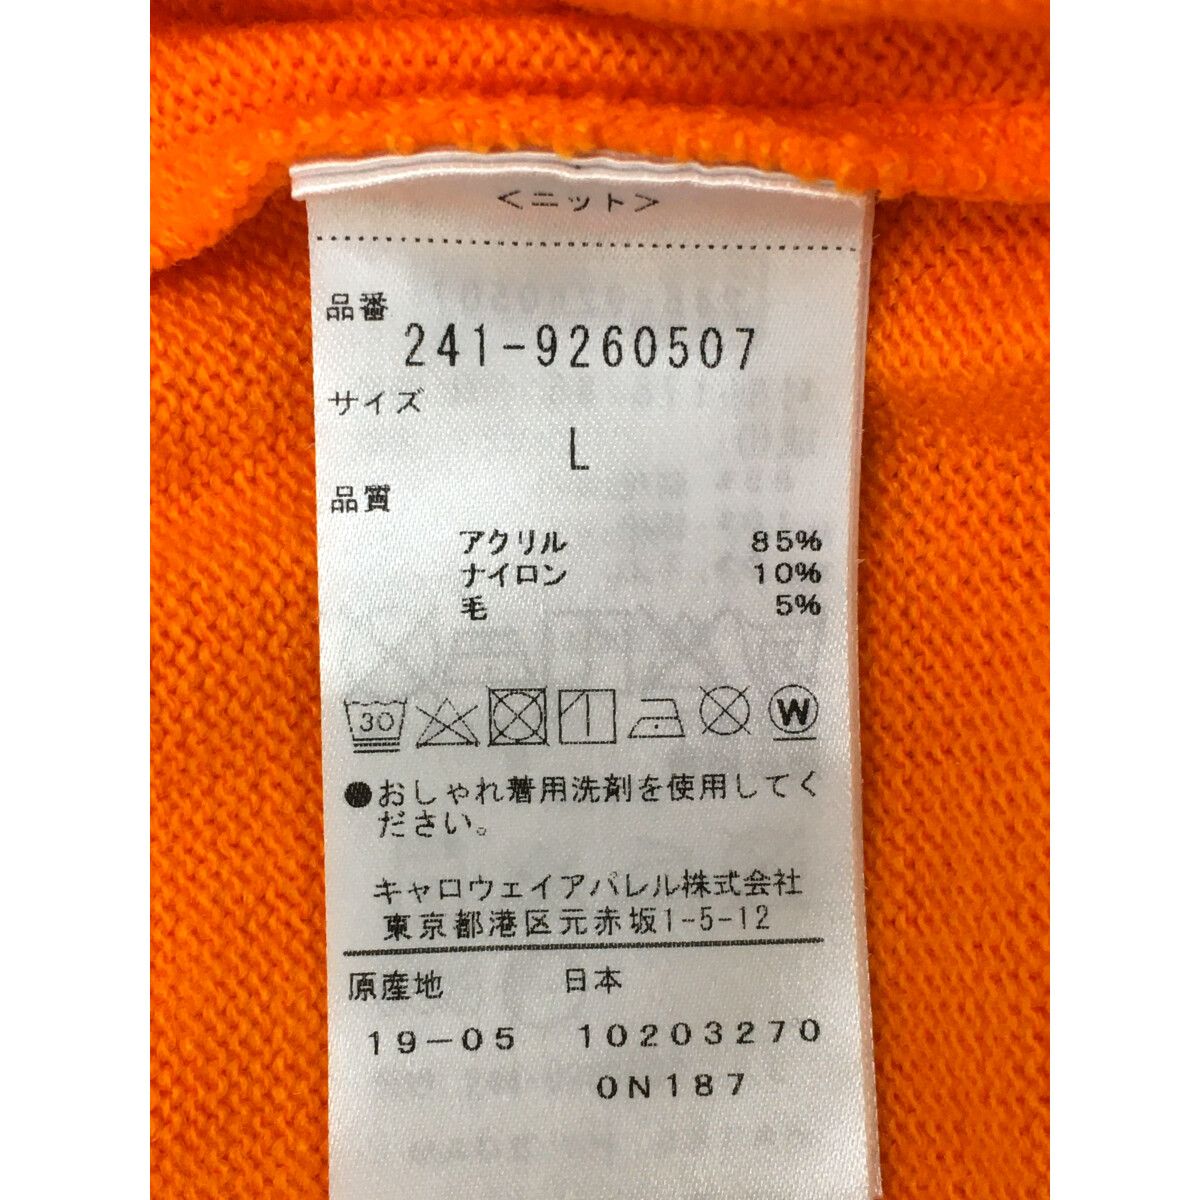 ＜ニット＞
品番
241-9260507
サイズ
L
品質
アクリル 85%
ナイロン 10%
毛 5%
30 W
●おしゃれ着用洗剤を使用してく
ださい。
キャロウェイアパレル株式会社
東京都港区元赤坂1-5-12
原産地 日本
19-05 10203270
0N187